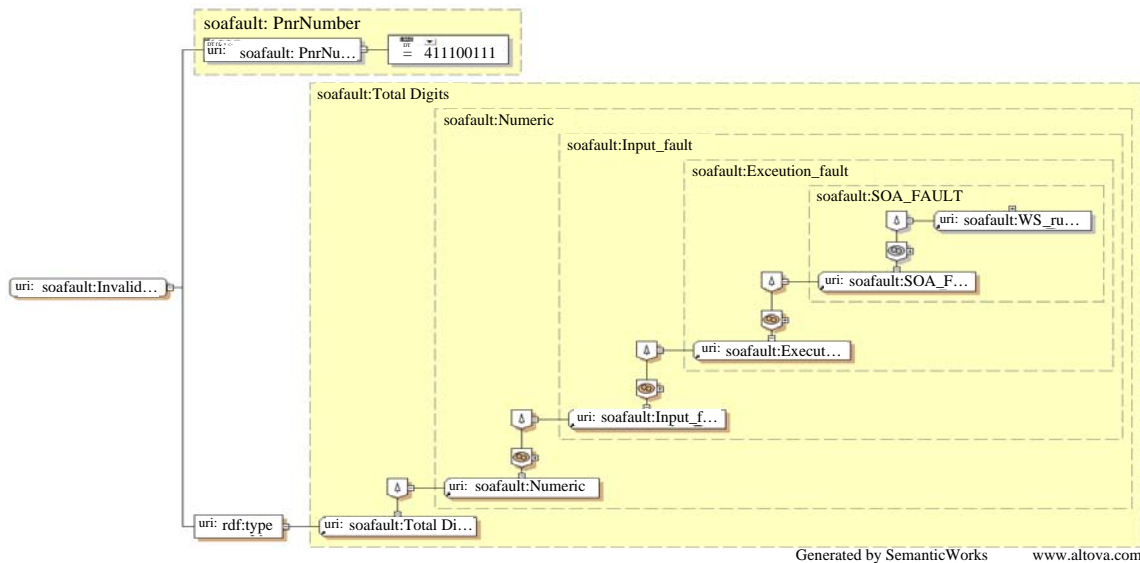 soafault: PnrNumber
uri: soafault: PnrNu...
= 411100111
soafault:Total Digits
soafault:Numeric
soafault:Input_fault
soafault:Exceution_fault
soafault:SOA_FAULT
uri: soafault:WS_ru...
uri: soafault:Invalid...
uri: soafault:SOA_F...
uri: soafault:Execut...
uri: soafault:Input_f...
uri: soafault:Numeric
uri: rdf:type
uri: soafault:Total Di...
Generated by SemanticWorks www.altova.com